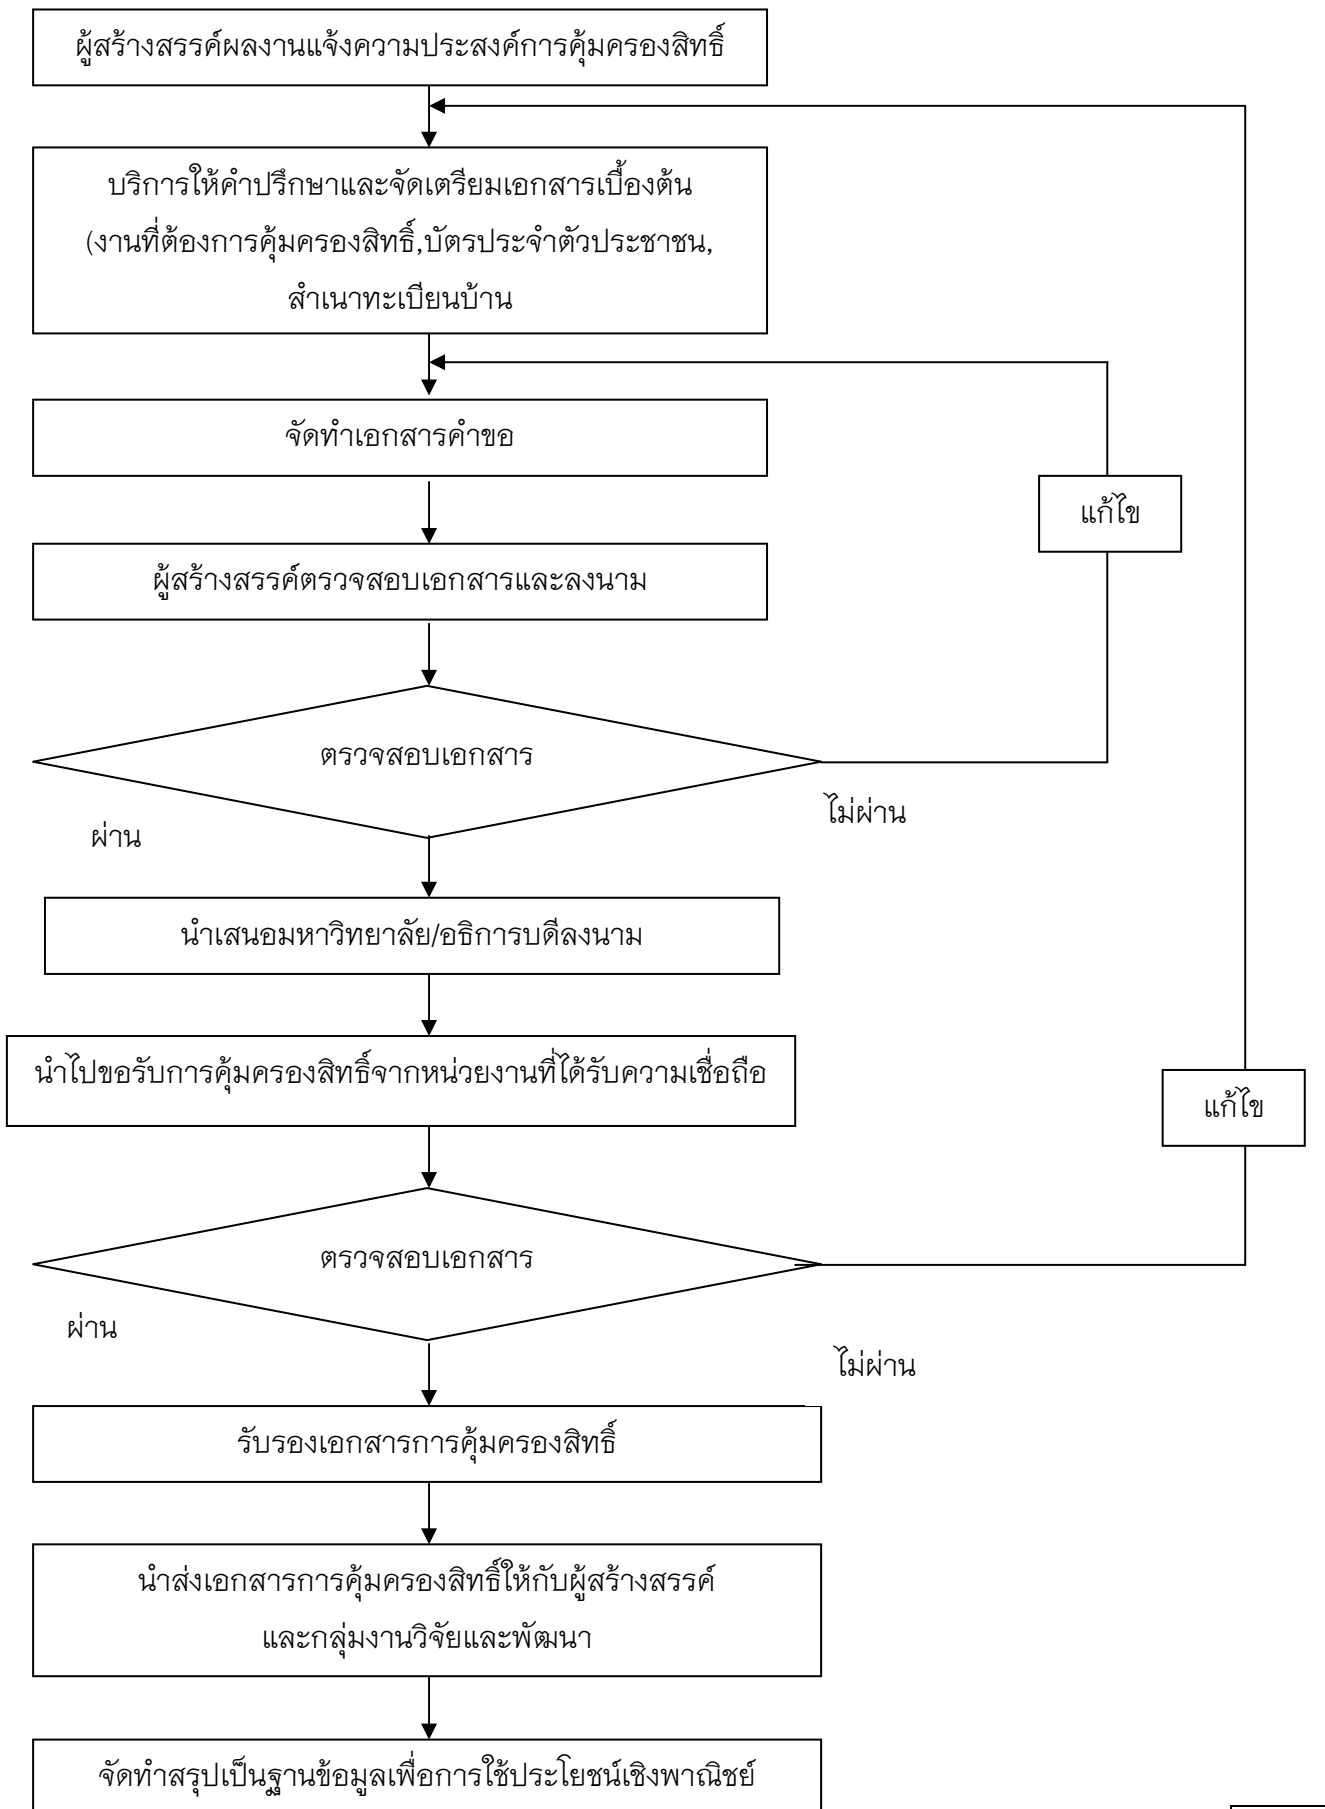 ผู้สร้างสรรค์ผลงานแจ้งความประสงค์การคุ้มครองสิทธิ์
บริการให้คำปรึกษาและจัดเตรียมเอกสารเบื้องต้น
(งานที่ต้องการคุ้มครองสิทธิ์,บัตรประจำตัวประชาชน,
สำเนาทะเบียนบ้าน
จัดทำเอกสารคำขอ
แก้ไข
ผู้สร้างสรรค์ตรวจสอบเอกสารและลงนาม
ตรวจสอบเอกสาร
ไม่ผ่าน
ผ่าน
นำเสนอมหาวิทยาลัย/อธิการบดีลงนาม
นำไปขอรับการคุ้มครองสิทธิ์จากหน่วยงานที่ได้รับความเชื่อถือ
แก้ไข
ตรวจสอบเอกสาร
ผ่าน
ไม่ผ่าน
รับรองเอกสารการคุ้มครองสิทธิ์
นำส่งเอกสารการคุ้มครองสิทธิ์ให้กับผู้สร้างสรรค์
และกลุ่มงานวิจัยและพัฒนา
จัดทำสรุปเป็นฐานข้อมูลเพื่อการใช้ประโยชน์เชิงพาณิชย์